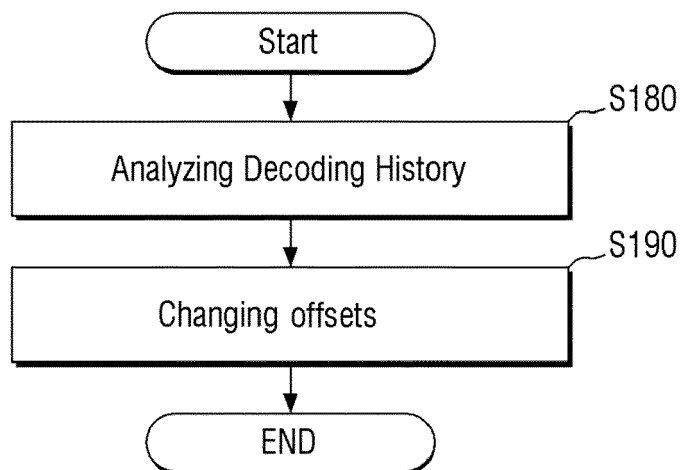 Start
S180
Analyzing Decoding History
S190
Changing offsets
END